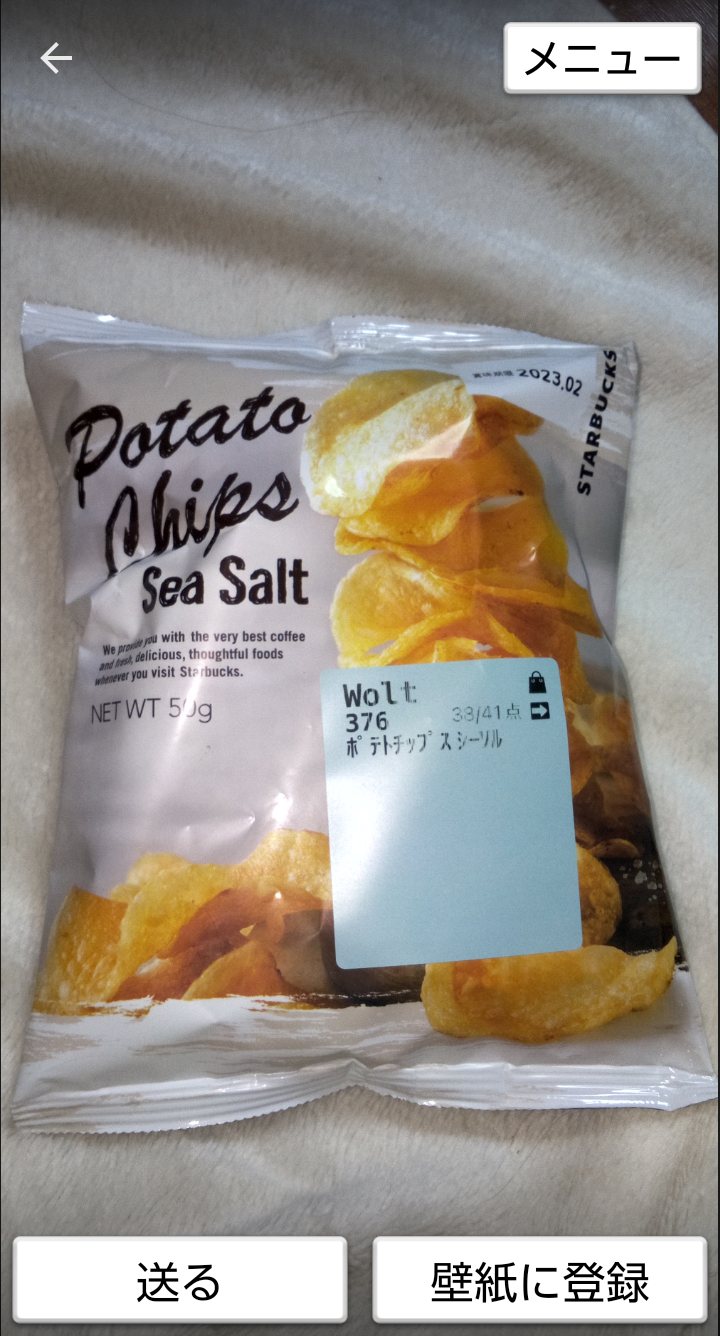 メニュー
賞味期限 2023.02
STARBUCKS
Potato
Chips
Sea Salt
We provide you with the very best coffee
and fresh, delicious, thoughtful foods
whenever you visit Starbucks.
NET WT 50g
Wolt
376 38/41点
ポテトチップス シーソル
送る
壁紙に登録